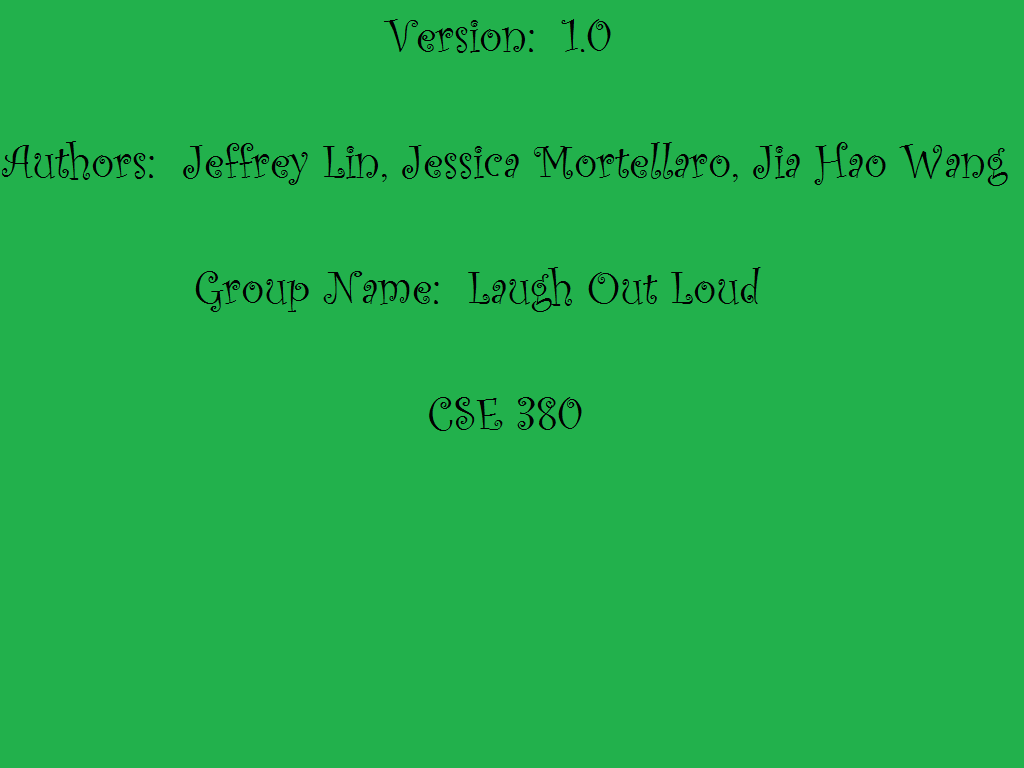 Version:  1.0
Authors:  Jeffrey Lin, Jessica Mortellaro, Jia Hao Wang
Group Name:  Laugh Out Loud
CSE 380